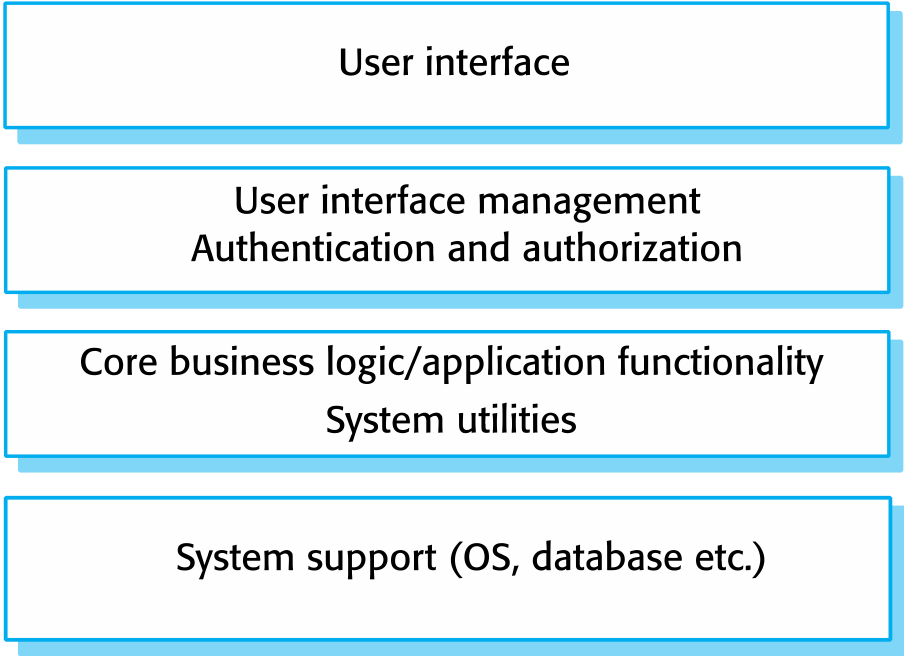 User interface
User interface management
Authentication and authorization
Core business logic/application functionality
System utilities
System support (OS, database etc.)